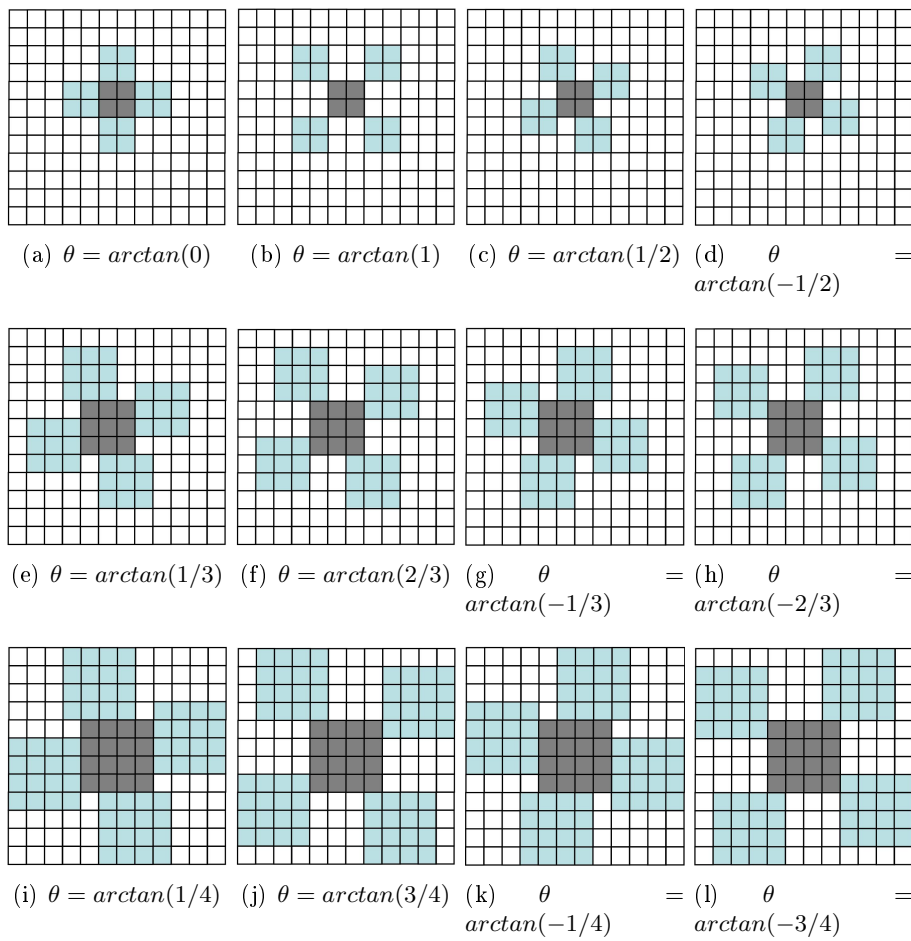 (a) θ = arctan(0)
(b) θ = arctan(1)
(c) θ = arctan(1/2)
(d) θ =
arctan(−1/2)
(e) θ = arctan(1/3)
(f) θ = arctan(2/3)
(g) θ =
arctan(−1/3)
(h) θ =
arctan(−2/3)
(i) θ = arctan(1/4)
(j) θ = arctan(3/4)
(k) θ =
arctan(−1/4)
(l) θ =
arctan(−3/4)